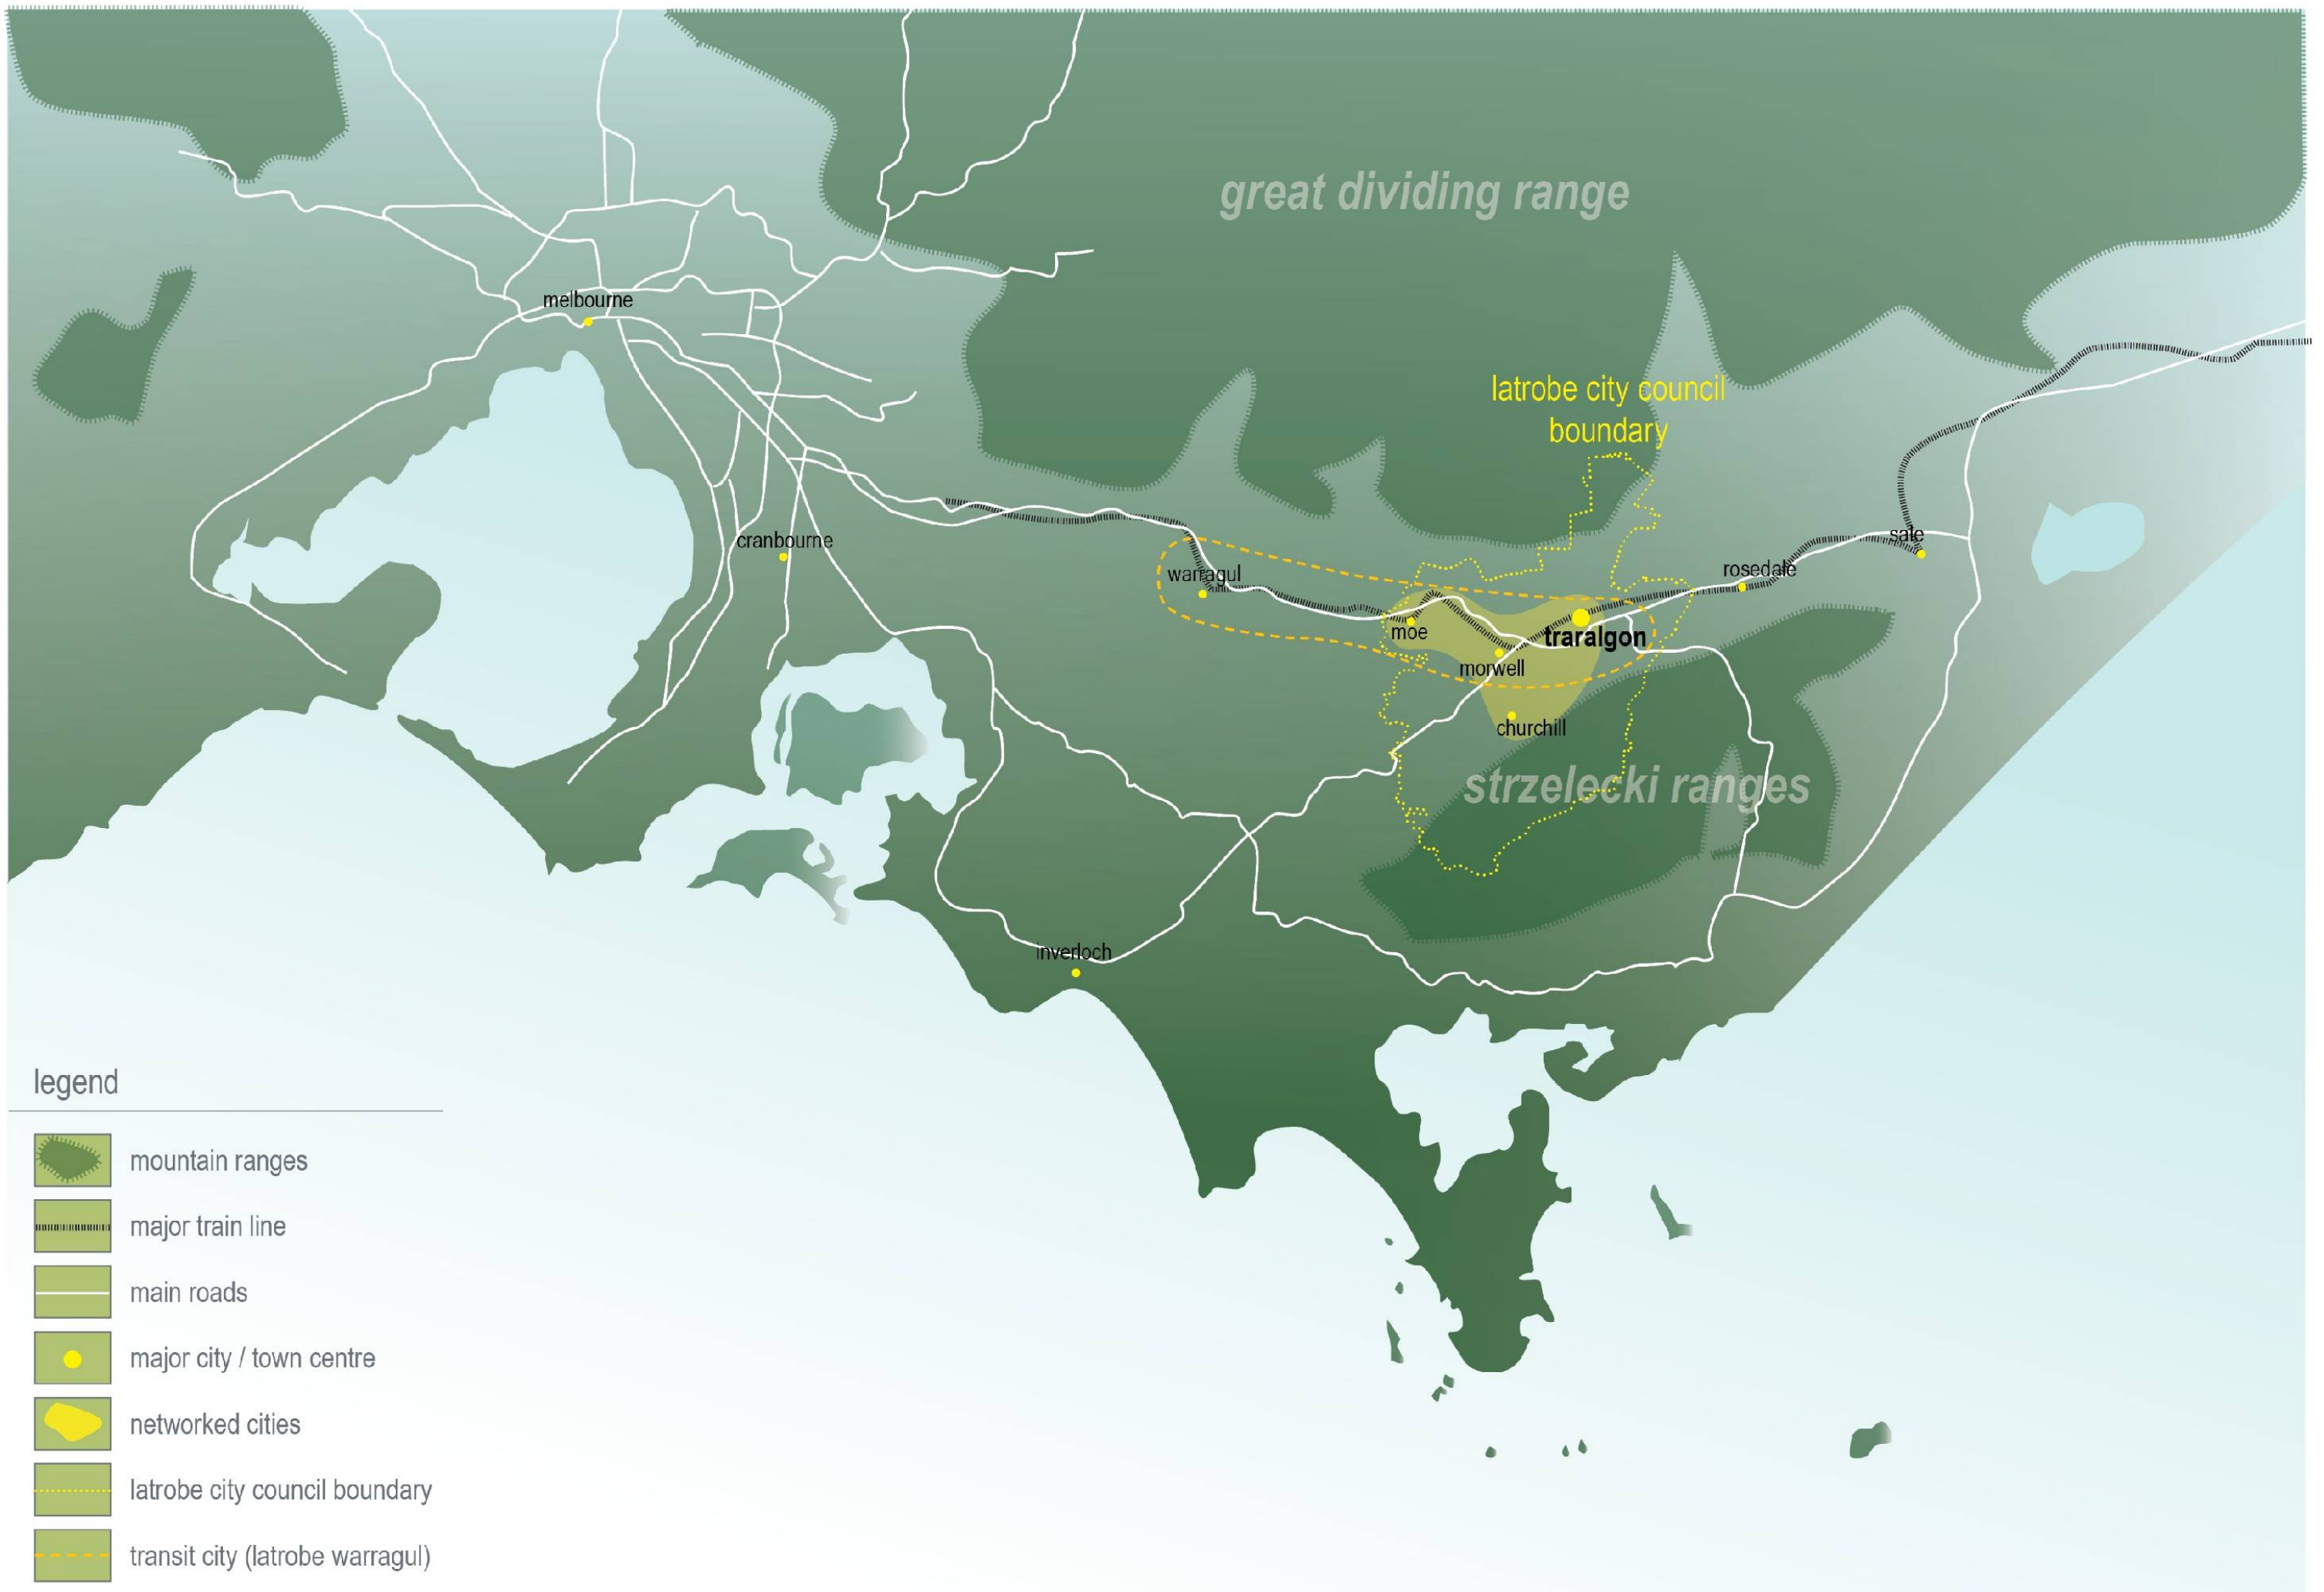 great dividing range
melbourne
latrobe city council
boundary
cranbourne
sale
warragul
rosedale
moe
traralgon
morwell
churchill
strzelecki ranges
inverloch
legend
mountain ranges
major train line
main roads
major city / town centre
networked cities
latrobe city council boundary
transit city (latrobe warragul)